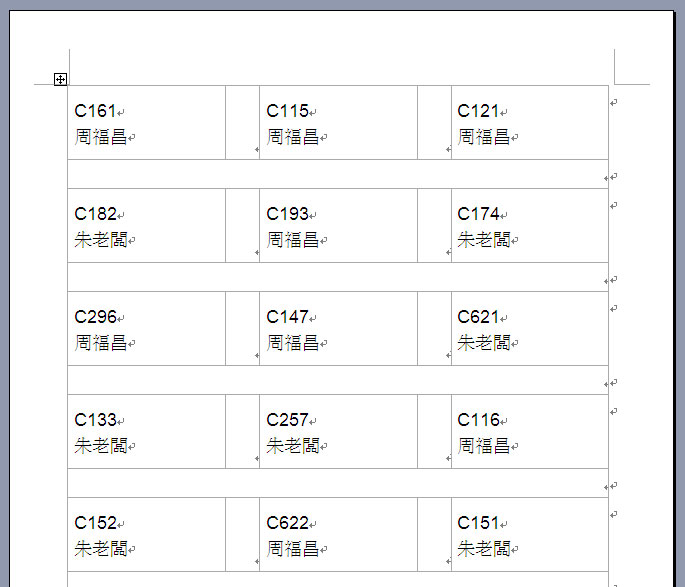 C161
周福昌
C115
周福昌
C121
周福昌
C182
朱老闆
C193
周福昌
C174
朱老闆
C296
周福昌
C147
周福昌
C621
朱老闆
C133
朱老闆
C257
朱老闆
C116
周福昌
C152
朱老闆
C622
周福昌
C151
朱老闆